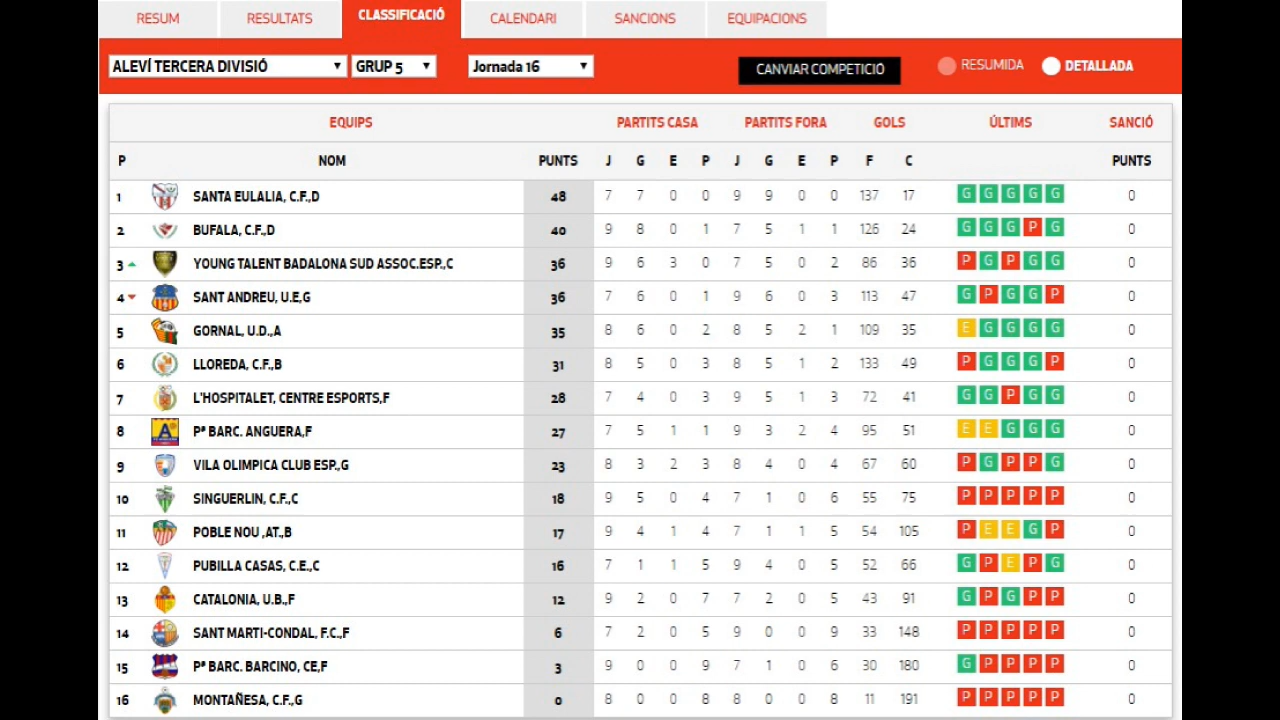 RESUM RESULTATS CLASSIFICACIÓ CALENDARI SANCIONS EQUIPACIONS
ALEVÍ TERCERA DIVISIÓ GRUP 5 Jornada 16 CANVIAR COMPETICIÓ RESUMIDA DETALLADA
EQUIPS PARTITS CASA PARTITS FORA GOLS ÚLTIMS SANCIÓ
P NOM PUNTS J G E P J G E P F C PUNTS
1 SANTA EULALIA, C.F.,D 48 7 7 0 0 9 9 0 0 137 17 G G G G G 0
2 BUFALA, C.F.,D 40 9 8 0 1 7 5 1 1 126 24 G G G P G 0
3 YOUNG TALENT BADALONA SUD ASSOC.ESP.,C 36 9 6 3 0 7 5 0 2 86 36 P G P G G 0
4 SANT ANDREU, U.E,G 36 7 6 0 1 9 6 0 3 113 47 G P G G P 0
5 GORNAL, U.D.,A 35 8 6 0 2 8 5 2 1 109 35 E G G G G 0
6 LLOREDA, C.F.,B 31 8 5 0 3 8 5 1 2 133 49 P G G G P 0
7 L'HOSPITALET, CENTRE ESPORTS,F 28 7 4 0 3 9 5 1 3 72 41 G G P G G 0
8 Pª BARC. ANGUERA,F 27 7 5 1 1 9 3 2 4 95 51 E E G G G 0
9 VILA OLIMPICA CLUB ESP.,G 23 8 3 2 3 8 4 0 4 67 60 P G P P G 0
10 SINGUERLIN, C.F.,C 18 9 5 0 4 7 1 0 6 55 75 P P P P P 0
11 POBLE NOU ,AT.,B 17 9 4 1 4 7 1 1 5 54 105 P E E G P 0
12 PUBILLA CASAS, C.E.,C 16 7 1 1 5 9 4 0 5 52 66 G P E P G 0
13 CATALONIA, U.B.,F 12 9 2 0 7 7 2 0 5 43 91 G P G P P 0
14 SANT MARTI-CONDAL, F.C.,F 6 7 2 0 5 9 0 0 9 33 148 P P P P P 0
15 Pª BARC. BARCINO, CE,F 3 9 0 0 9 7 1 0 6 30 180 G P P P P 0
16 MONTAÑESA, C.F.,G 0 8 0 0 8 8 0 0 8 11 191 P P P P P 0